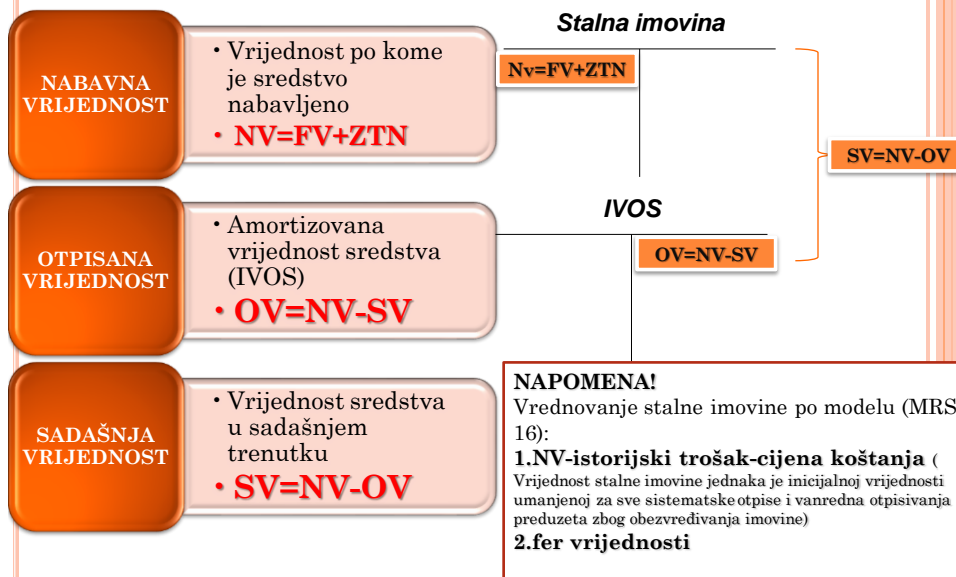 NABAVNA
VRIJEDNOST
• Vrijednost po kome
je sredstvo
nabavljeno
• NV=FV+ZTN
OTPISANA
VRIJEDNOST
• Amortizovana
vrijednost sredstva
(IVOS)
• OV=NV-SV
SADAŠNJA
VRIJEDNOST
• Vrijednost sredstva
u sadašnjem
trenutku
• SV=NV-OV
Stalna imovina
Nv=FV+ZTN
SV=NV-OV
IVOS
OV=NV-SV
NAPOMENA!
Vrednovanje stalne imovine po modelu (MRS
16):
1.NV-istorijski trošak-cijena koštanja (
Vrijednost stalne imovine jednaka je inicijalnoj vrijednosti
umanjenoj za sve sistematske otpise i vanredna otpisivanja
preduzeta zbog obezvređivanja imovine)
2.fer vrijednosti